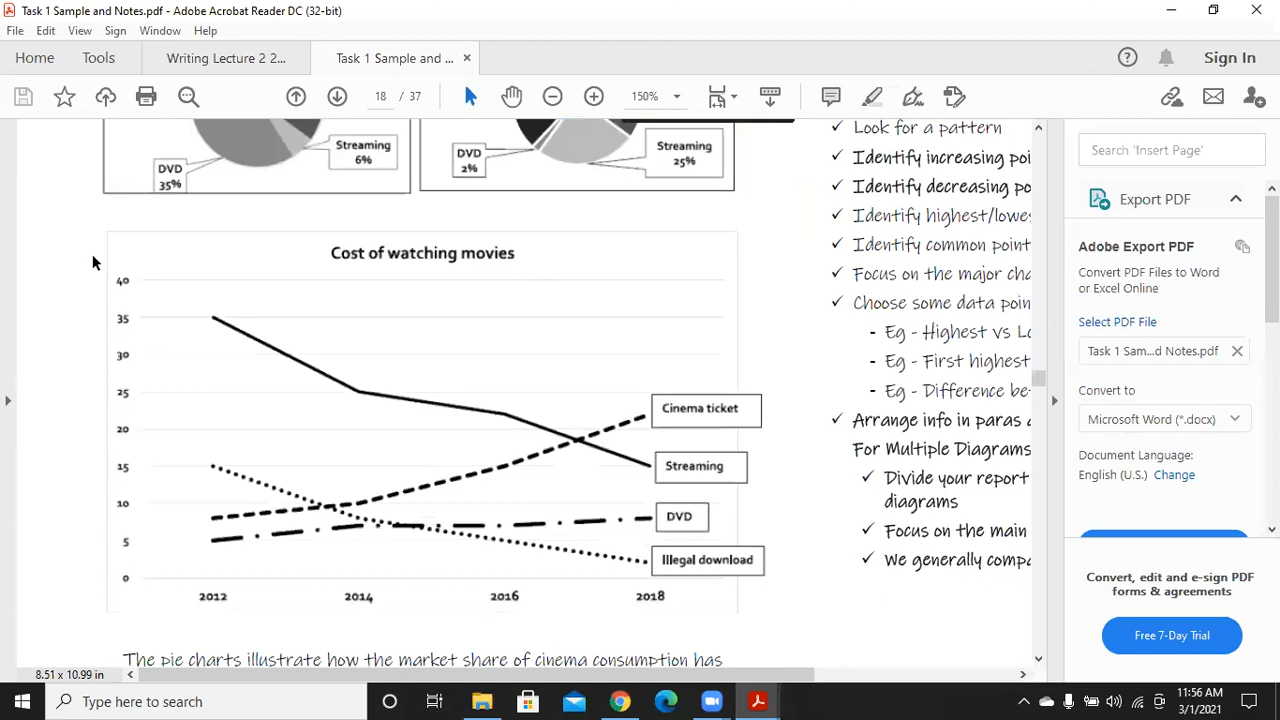 Task 1 Sample and Notes.pdf - Adobe Acrobat Reader DC (32-bit)
File Edit View Sign Window Help
Home Tools Writing Lecture 2 2... Task 1 Sample and ... × Sign In
18 / 37 150%
DVD
35%
Streaming
6%
DVD
2%
Streaming
25%
Cost of watching movies
40
35
30
25
20
15
10
5
0
2012 2014 2016 2018
Cinema ticket
Streaming
DVD
Illegal download
The pie charts illustrate how the market share of cinema consumption has
✓ Look for a pattern
✓ Identify increasing poi
✓ Identify decreasing po
✓ Identify highest/lowes
✓ Identify common point
✓ Focus on the major cha
✓ Choose some data poin
- Eg - Highest vs Lo
- Eg - First highest
- Eg - Difference be
✓ Arrange info in paras a
For Multiple Diagrams
✓ Divide your report
diagrams
✓ Focus on the main
✓ We generally compa
Search 'Insert Page'
Export PDF
Adobe Export PDF
Convert PDF Files to Word
or Excel Online
Select PDF File
Task 1 Sam...d Notes.pdf
Convert to
Microsoft Word (*.docx)
Document Language:
English (U.S.) Change
Convert, edit and e-sign PDF
forms & agreements
Free 7-Day Trial
8.51 x 10.99 in
Type here to search
11:56 AM
3/1/2021